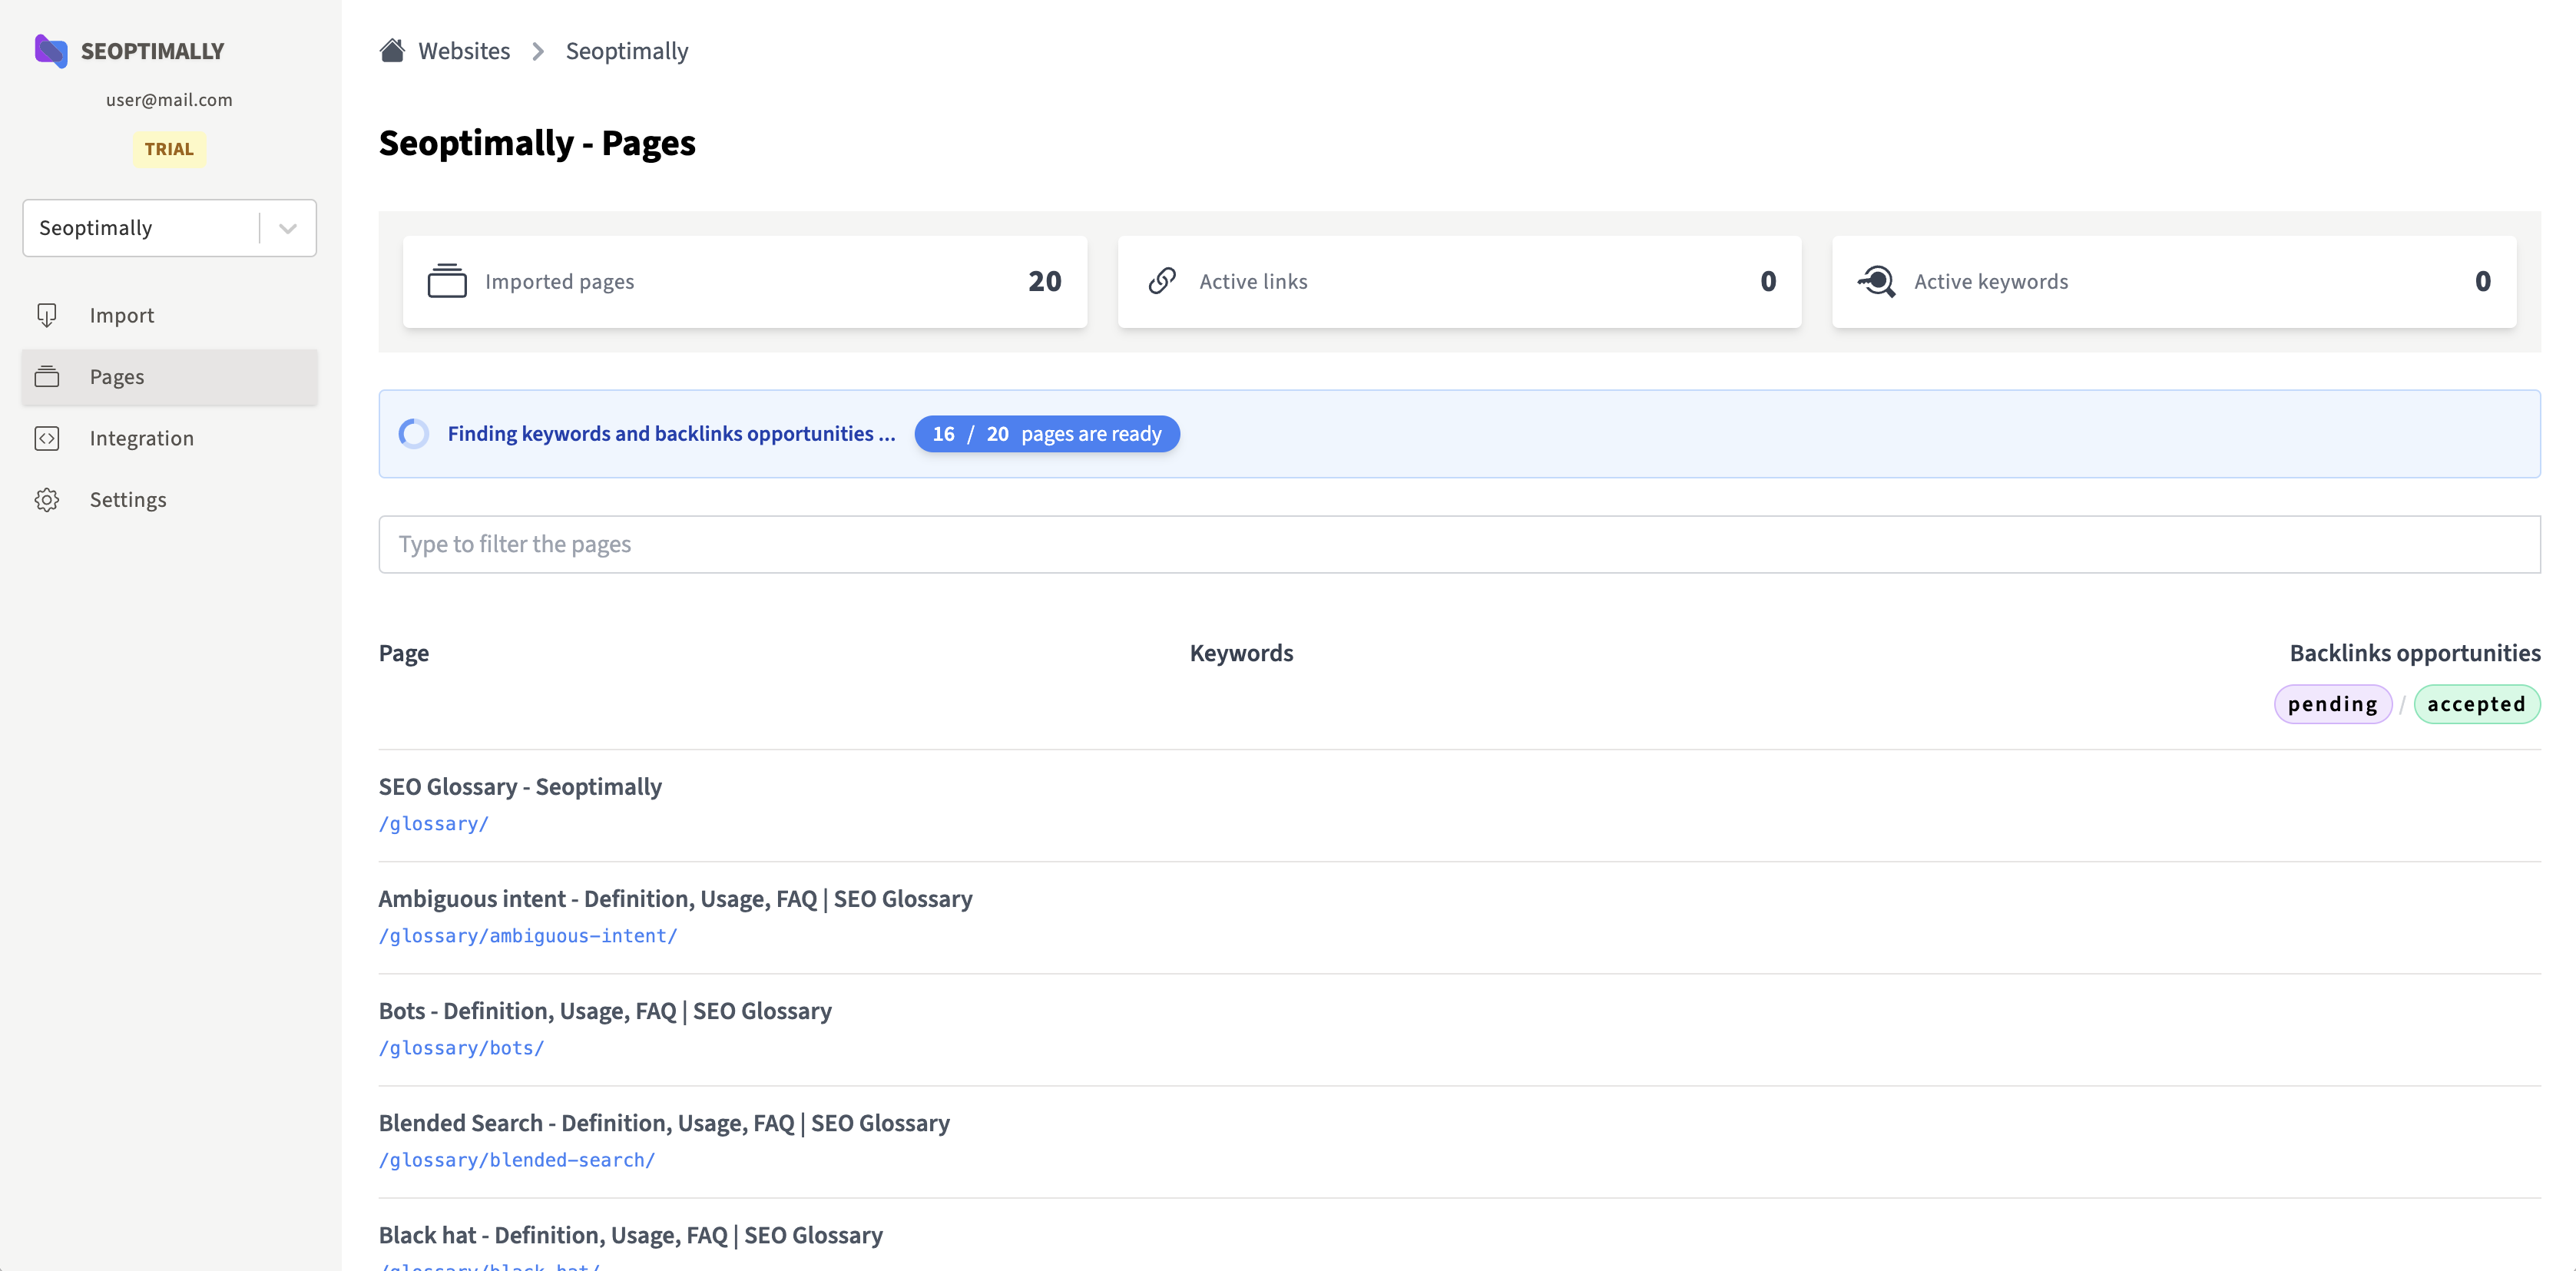 SEOPTIMALLY
user@mail.com
TRIAL
Seoptimally
Import
Pages
Integration
Settings
Websites > Seoptimally
Seoptimally - Pages
Imported pages 20
Active links 0
Active keywords 0
Finding keywords and backlinks opportunities ... 16 / 20 pages are ready
Type to filter the pages
Page Keywords Backlinks opportunities
pending / accepted
SEO Glossary - Seoptimally
/glossary/
Ambiguous intent - Definition, Usage, FAQ | SEO Glossary
/glossary/ambiguous-intent/
Bots - Definition, Usage, FAQ | SEO Glossary
/glossary/bots/
Blended Search - Definition, Usage, FAQ | SEO Glossary
/glossary/blended-search/
Black hat - Definition, Usage, FAQ | SEO Glossary
/glossary/black-hat/